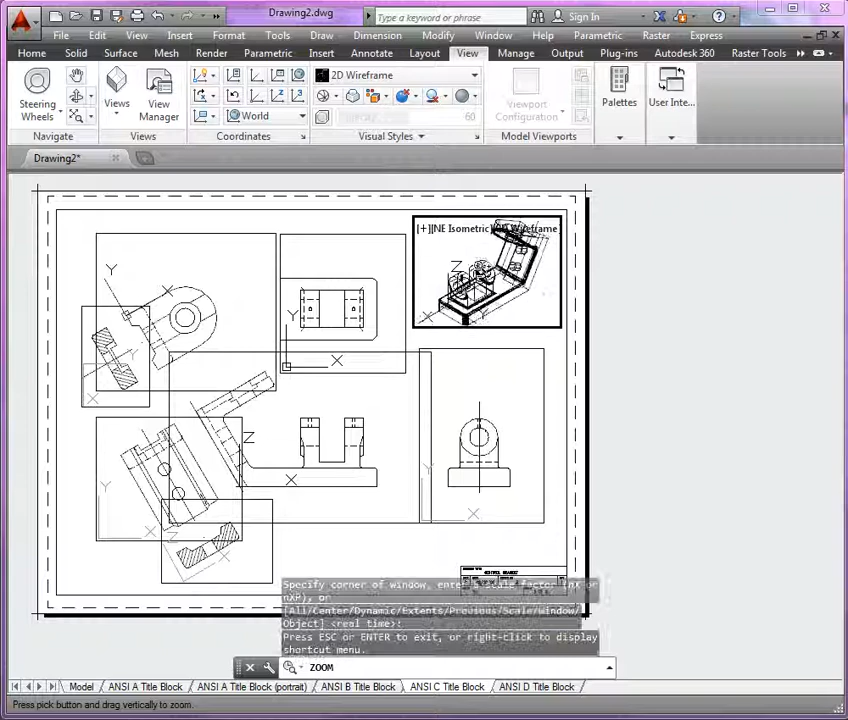 Drawing2.dwg
Type a keyword or phrase
Sign In
File Edit View Insert Format Tools Draw Dimension Modify Window Help Parametric Raster Express
Home Solid Surface Mesh Render Parametric Insert Annotate Layout View Manage Output Plug-ins Autodesk 360 Raster Tools
Steering Wheels
Views
View Manager
World
2D Wireframe
60
Viewport Configuration
Palettes
User Inte...
Navigate
Views
Coordinates
Visual Styles
Model Viewports
Drawing2*
[+][NE Isometric][2D Wireframe]
Y
X
Z
X
Y
Y
X
Y
X
X
Z
X
Y
X
Y
X
Z
X
Specify corner of window, enter a scale factor (nX or
nXP), or
[All/Center/Dynamic/Extents/Previous/Scale/Window/
Object] <real time>:
Press ESC or ENTER to exit, or right-click to display
shortcut menu.
ZOOM
Model ANSI A Title Block ANSI A Title Block (portrait) ANSI B Title Block ANSI C Title Block ANSI D Title Block
Press pick button and drag vertically to zoom.